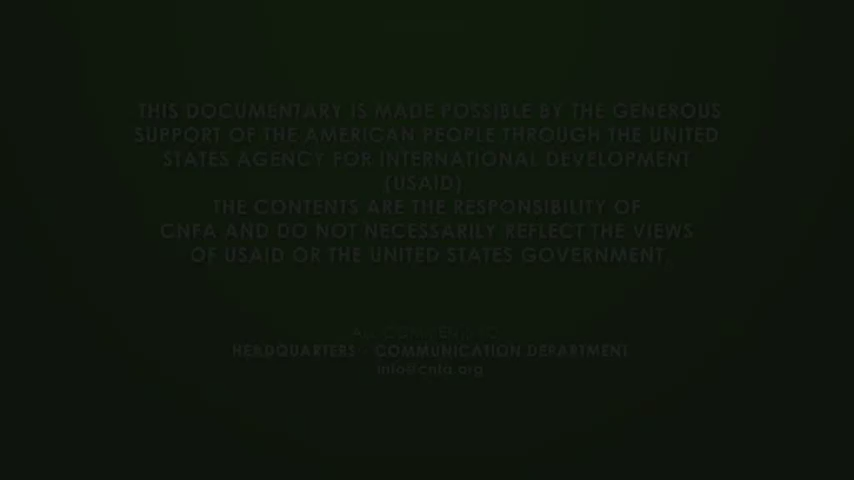 THIS DOCUMENTARY IS MADE POSSIBLE BY THE GENEROUS
SUPPORT OF THE AMERICAN PEOPLE THROUGH THE UNITED
STATES AGENCY FOR INTERNATIONAL DEVELOPMENT
(USAID)
THE CONTENTS ARE THE RESPONSIBILITY OF
CNFA AND DO NOT NECESSARILY REFLECT THE VIEWS
OF USAID OR THE UNITED STATES GOVERNMENT
HEADQUARTERS - COMMUNICATION DEPARTMENT
info@cnfa.org